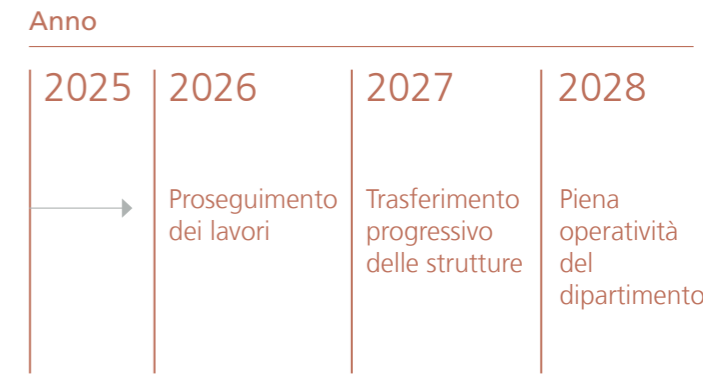 Anno
2025
2026
2027
2028
Proseguimento
dei lavori
Trasferimento
progressivo
delle strutture
Piena
operatività
del
dipartimento